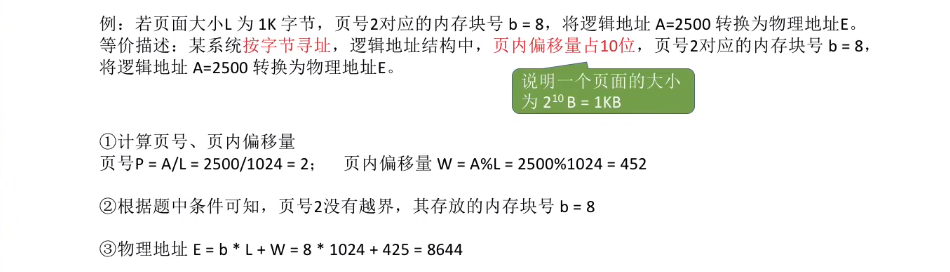 例：若页面大小L 为 1K 字节，页号2对应的内存块号 b = 8，将逻辑地址 A=2500 转换为物理地址E。
等价描述：某系统按字节寻址，逻辑地址结构中，页内偏移量占10位，页号2对应的内存块号 b = 8，
将逻辑地址 A=2500 转换为物理地址E。
说明一个页面的大小
为 2¹⁰ B = 1KB
①计算页号、页内偏移量
页号P = A/L = 2500/1024 = 2； 页内偏移量 W = A%L = 2500%1024 = 452
②根据题中条件可知，页号2没有越界，其存放的内存块号 b = 8
③物理地址 E = b * L + W = 8 * 1024 + 425 = 8644